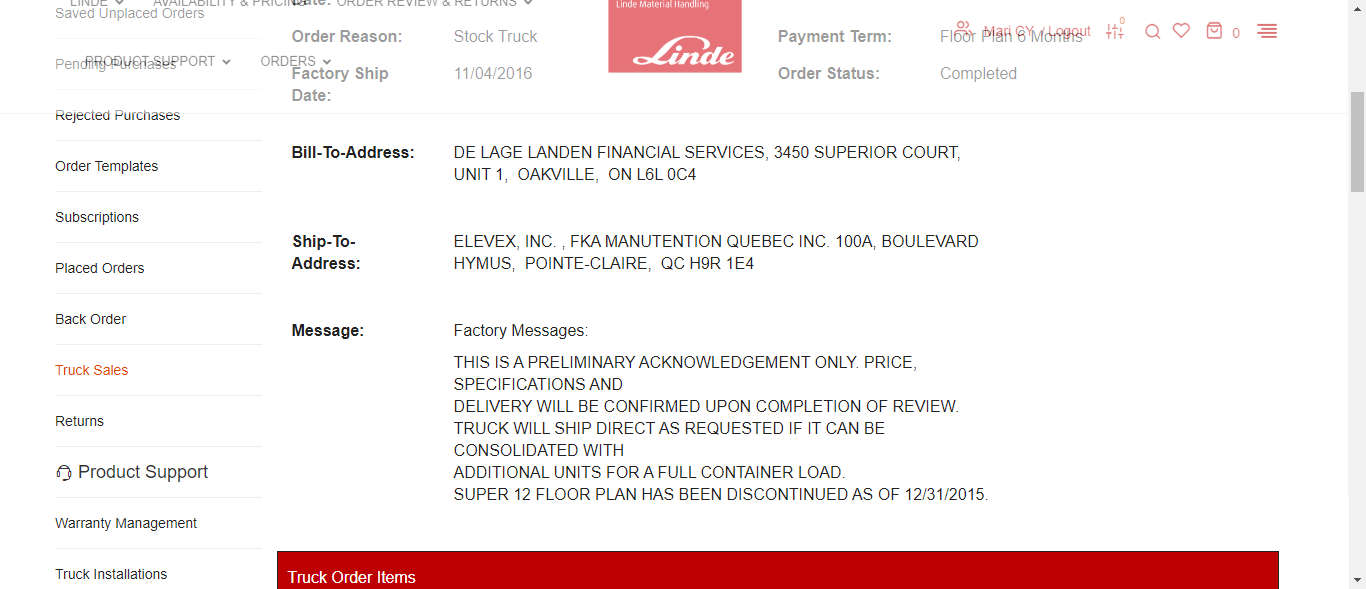 LINDE AVAILABILITY & PRICING ORDER REVIEW & RETURNS
Date:
Linde Material Handling
Linde
Mari CY / Logout
0
0
PRODUCT SUPPORT ORDERS
Saved Unplaced Orders
Pending Purchases
Rejected Purchases
Order Templates
Subscriptions
Placed Orders
Back Order
Truck Sales
Returns
Product Support
Warranty Management
Truck Installations
Order Reason: Stock Truck
Payment Term: Floor Plan 6 Months
Factory Ship
Date:
11/04/2016
Order Status: Completed
Bill-To-Address:
DE LAGE LANDEN FINANCIAL SERVICES, 3450 SUPERIOR COURT,
UNIT 1, OAKVILLE, ON L6L 0C4
Ship-To-
Address:
ELEVEX, INC. , FKA MANUTENTION QUEBEC INC. 100A, BOULEVARD
HYMUS, POINTE-CLAIRE, QC H9R 1E4
Message:
Factory Messages:
THIS IS A PRELIMINARY ACKNOWLEDGEMENT ONLY. PRICE,
SPECIFICATIONS AND
DELIVERY WILL BE CONFIRMED UPON COMPLETION OF REVIEW.
TRUCK WILL SHIP DIRECT AS REQUESTED IF IT CAN BE
CONSOLIDATED WITH
ADDITIONAL UNITS FOR A FULL CONTAINER LOAD.
SUPER 12 FLOOR PLAN HAS BEEN DISCONTINUED AS OF 12/31/2015.
Truck Order Items